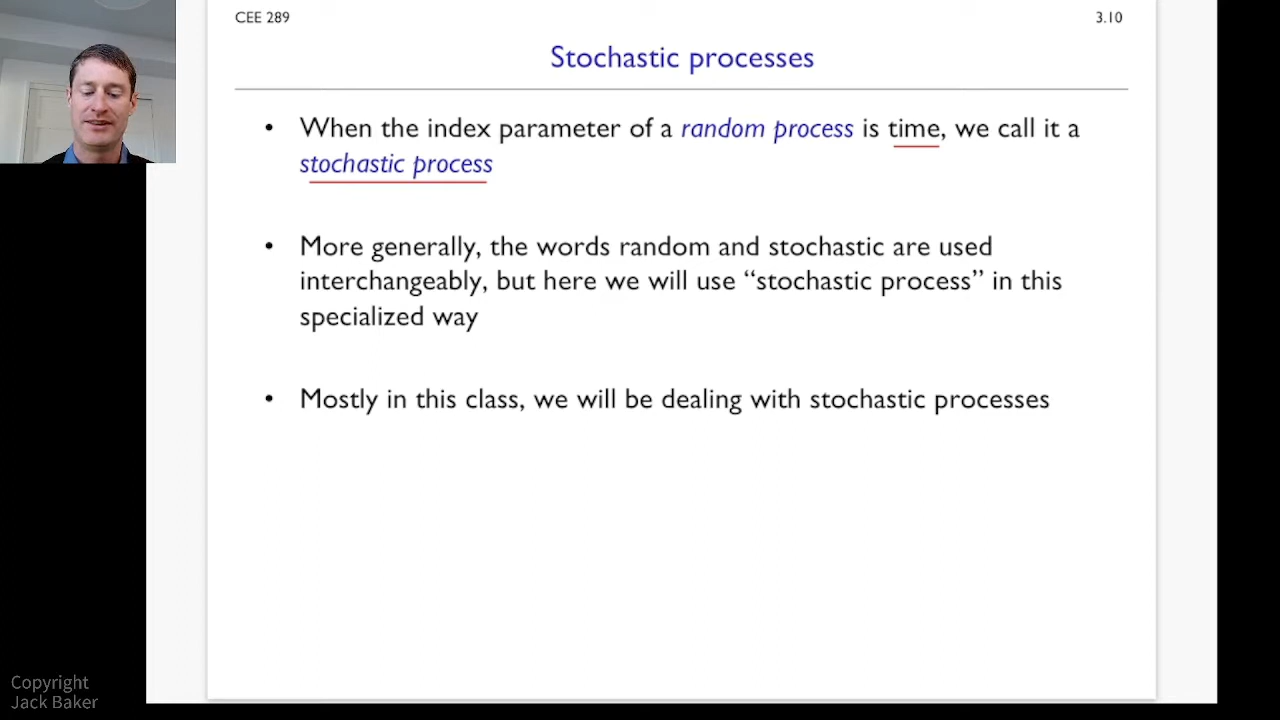 CEE 289
3.10
Stochastic processes
• When the index parameter of a random process is time, we call it a
stochastic process
• More generally, the words random and stochastic are used
interchangeably, but here we will use “stochastic process” in this
specialized way
• Mostly in this class, we will be dealing with stochastic processes
Copyright
Jack Baker